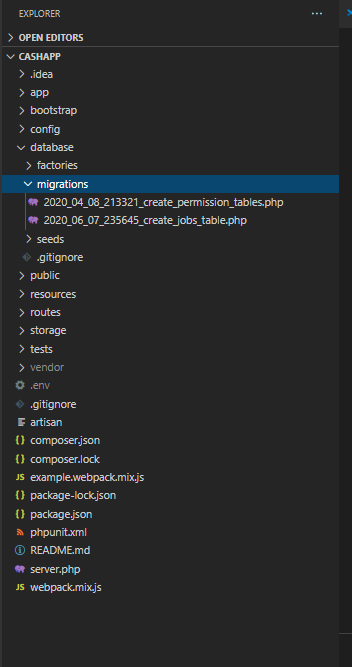 EXPLORER
OPEN EDITORS
CASHAPP
.idea
app
bootstrap
config
database
factories
migrations
2020_04_08_213321_create_permission_tables.php
2020_06_07_235645_create_jobs_table.php
seeds
.gitignore
public
resources
routes
storage
tests
vendor
.env
.gitignore
artisan
{} composer.json
{} composer.lock
JS example.webpack.mix.js
{} package-lock.json
{} package.json
phpunit.xml
README.md
server.php
JS webpack.mix.js